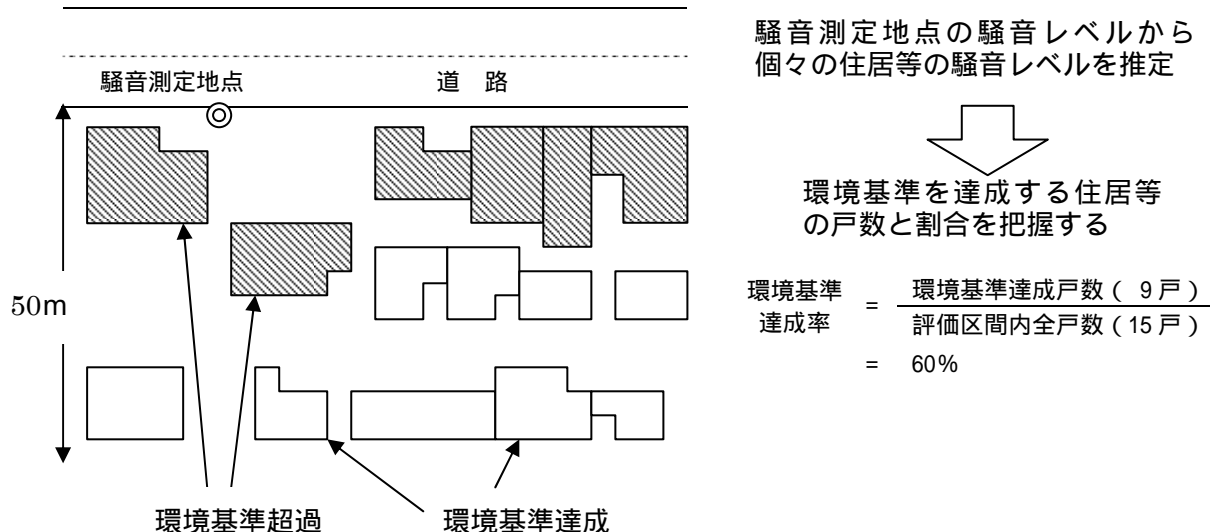 騒音測定地点
道 路
50m
環境基準超過
環境基準達成
騒音測定地点の騒音レベルから
個々の住居等の騒音レベルを推定
環境基準を達成する住居等
の戸数と割合を把握する
環境基準
達成率
=
環境基準達成戸数( 9戸)
評価区間内全戸数(15戸)
= 60%